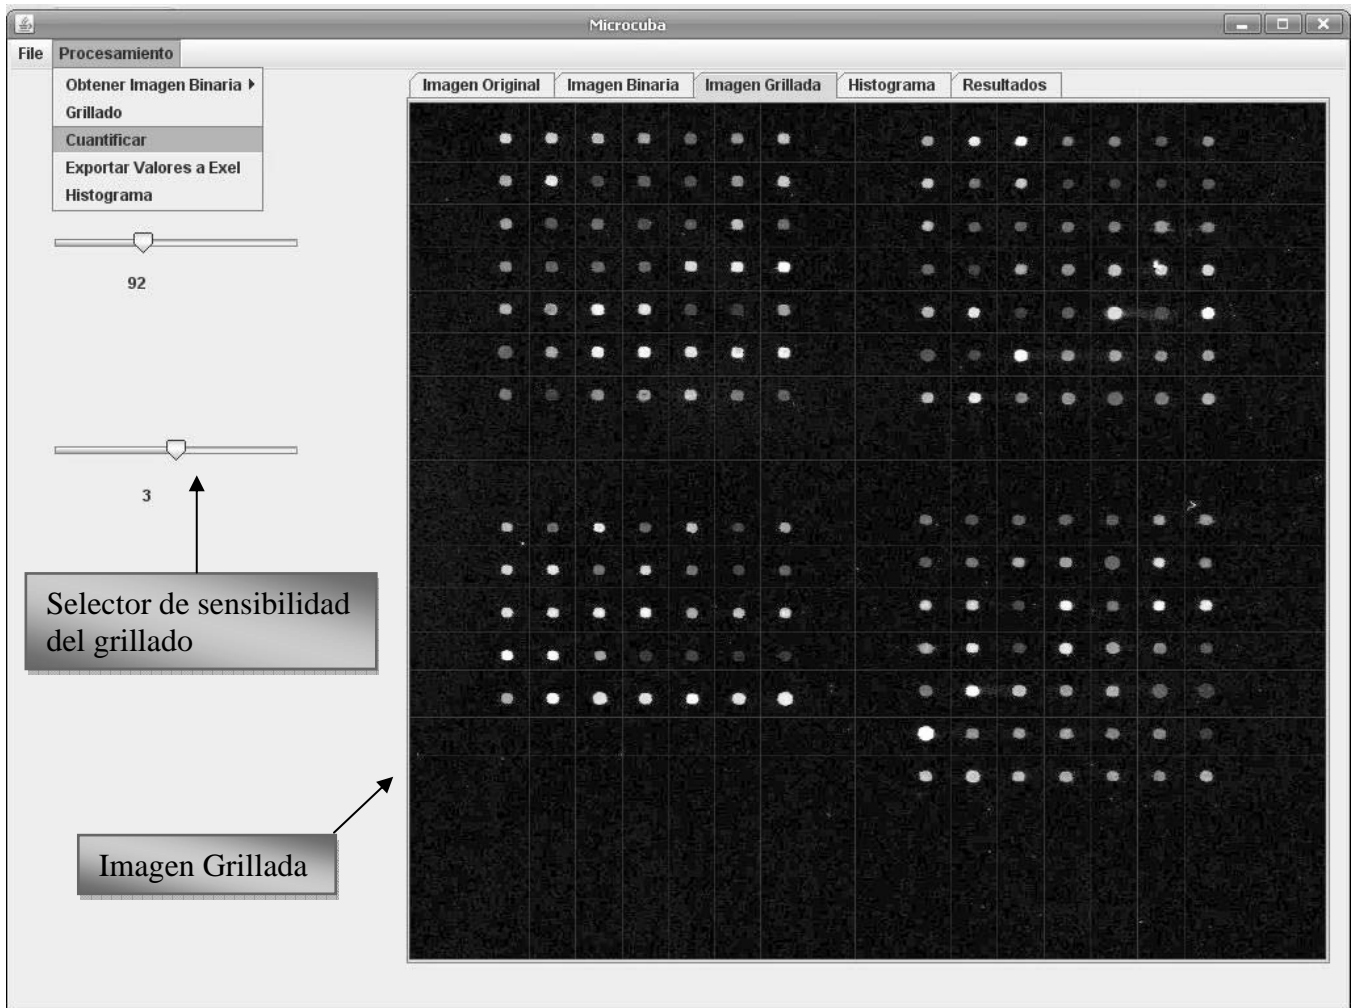 Microcuba
File Procesamiento
Obtener Imagen Binaria
Grillado
Cuantificar
Exportar Valores a Exel
Histograma
Imagen Original Imagen Binaria Imagen Grillada Histograma Resultados
92
3
Selector de sensibilidad
del grillado
Imagen Grillada